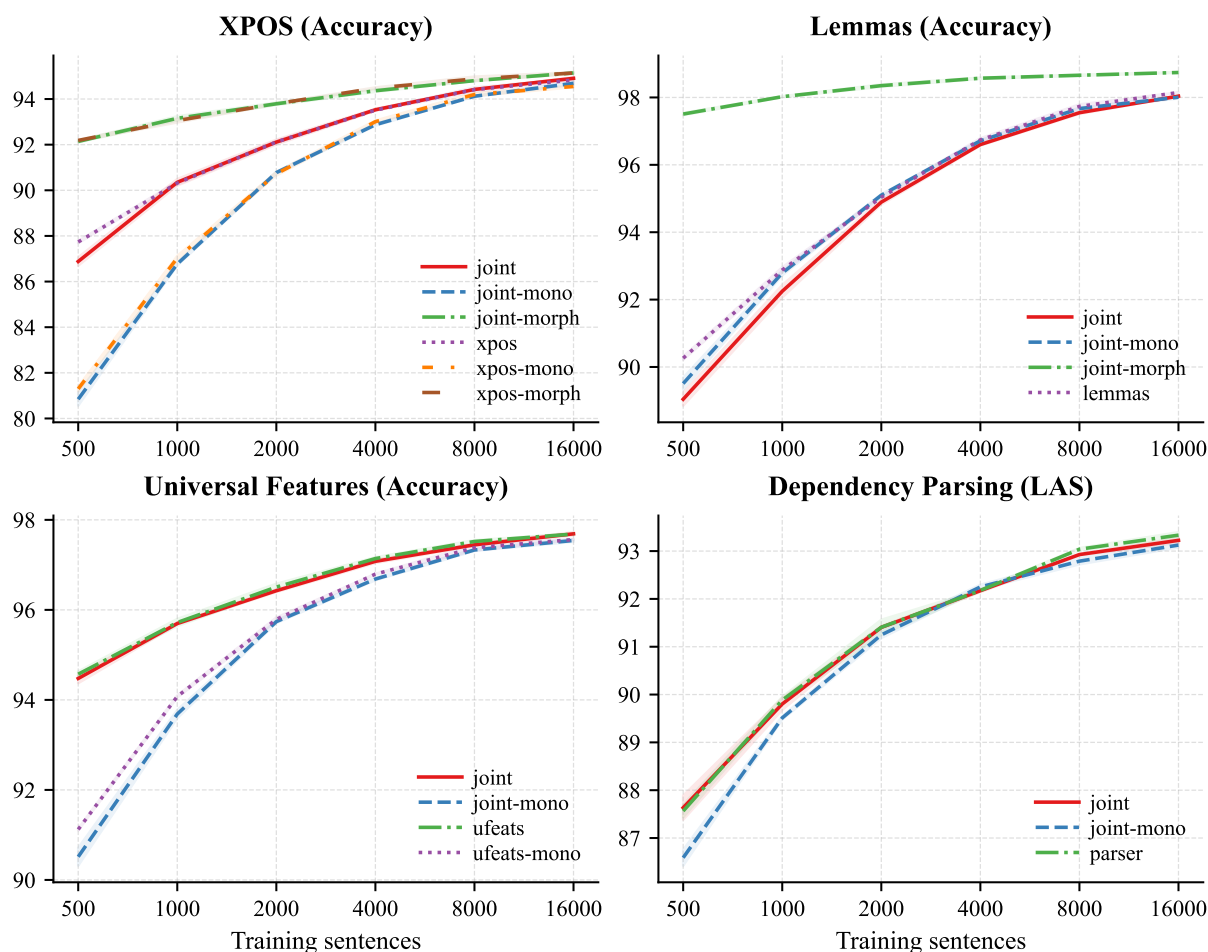 XPOS (Accuracy)
94
92
90
88
86
84
82
80
500 1000 2000 4000 8000 16000
joint
joint-mono
joint-morph
xpos
xpos-mono
xpos-morph
Lemmas (Accuracy)
98
96
94
92
90
500 1000 2000 4000 8000 16000
joint
joint-mono
joint-morph
lemmas
Universal Features (Accuracy)
98
96
94
92
90
500 1000 2000 4000 8000 16000
Training sentences
joint
joint-mono
ufeats
ufeats-mono
Dependency Parsing (LAS)
93
92
91
90
89
88
87
500 1000 2000 4000 8000 16000
Training sentences
joint
joint-mono
parser